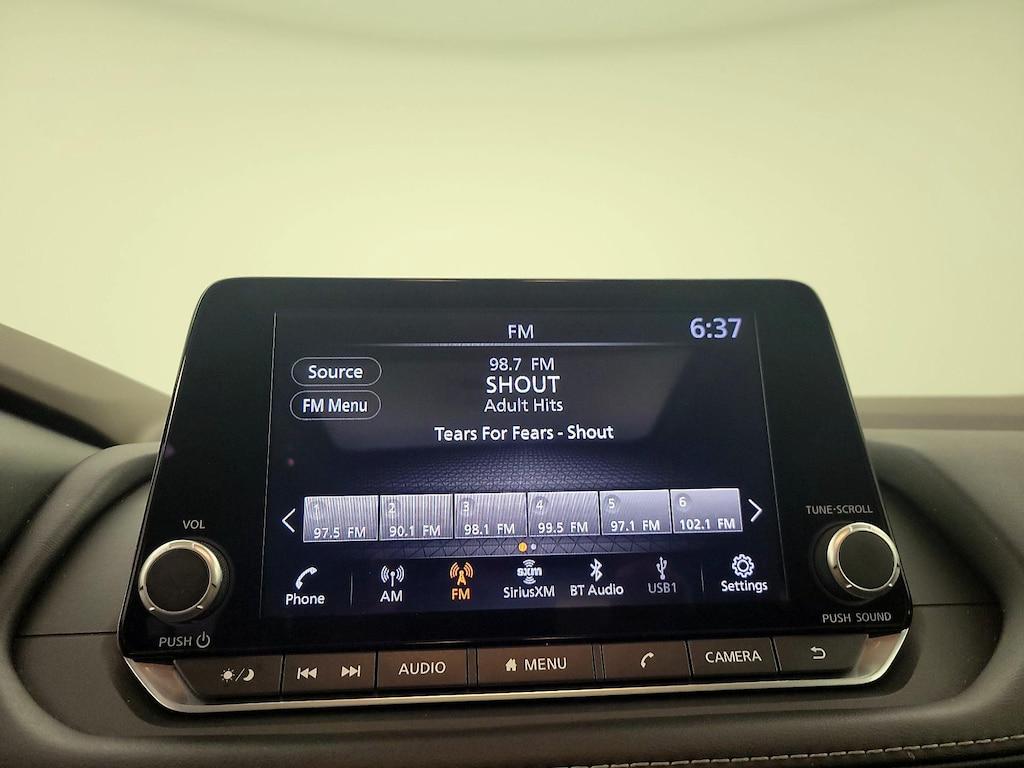 FM
6:37
Source
98.7 FM
SHOUT
FM Menu
Adult Hits
Tears For Fears - Shout
1
2
3
4
5
6
97.5 FM
90.1 FM
98.1 FM
99.5 FM
97.1 FM
102.1 FM
VOL
TUNE·SCROLL
Phone
AM
FM
sxm
SiriusXM
BT Audio
USB1
Settings
PUSH
PUSH SOUND
AUDIO
MENU
CAMERA